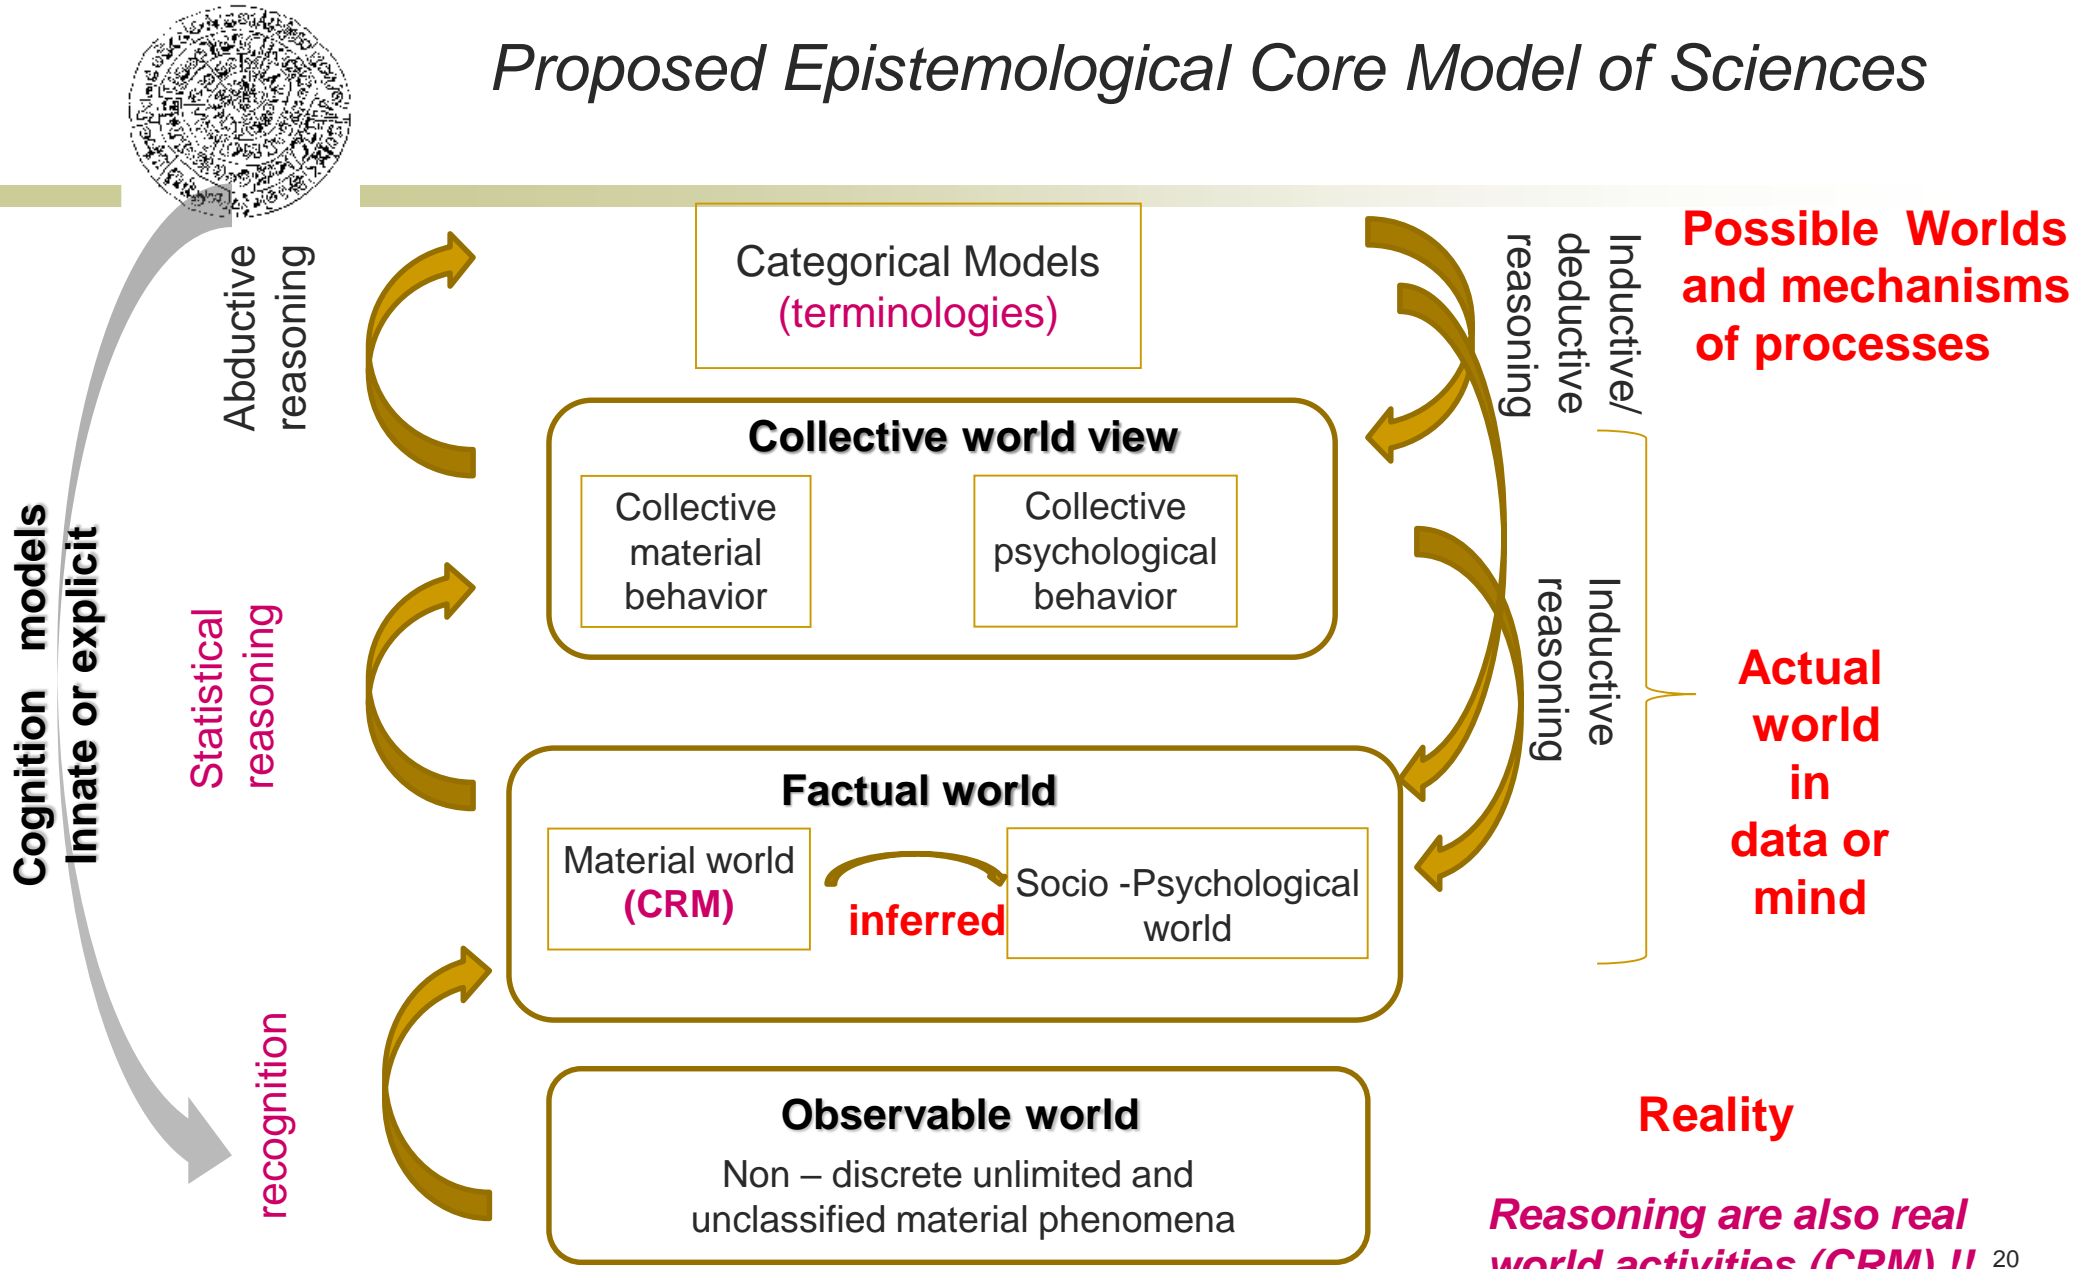 Proposed Epistemological Core Model of Sciences
Cognition models
Innate or explicit
Abductive
reasoning
Categorical Models
(terminologies)
Inductive/
deductive
reasoning
Possible Worlds
and mechanisms
of processes
Collective world view
Collective
material
behavior
Collective
psychological
behavior
Statistical
reasoning
Inductive
reasoning
Actual
world
in
data or
mind
Factual world
Material world
(CRM)
inferred
Socio -Psychological
world
recognition
Observable world
Non – discrete unlimited and
unclassified material phenomena
Reality
Reasoning are also real
world activities (CRM) !!
20